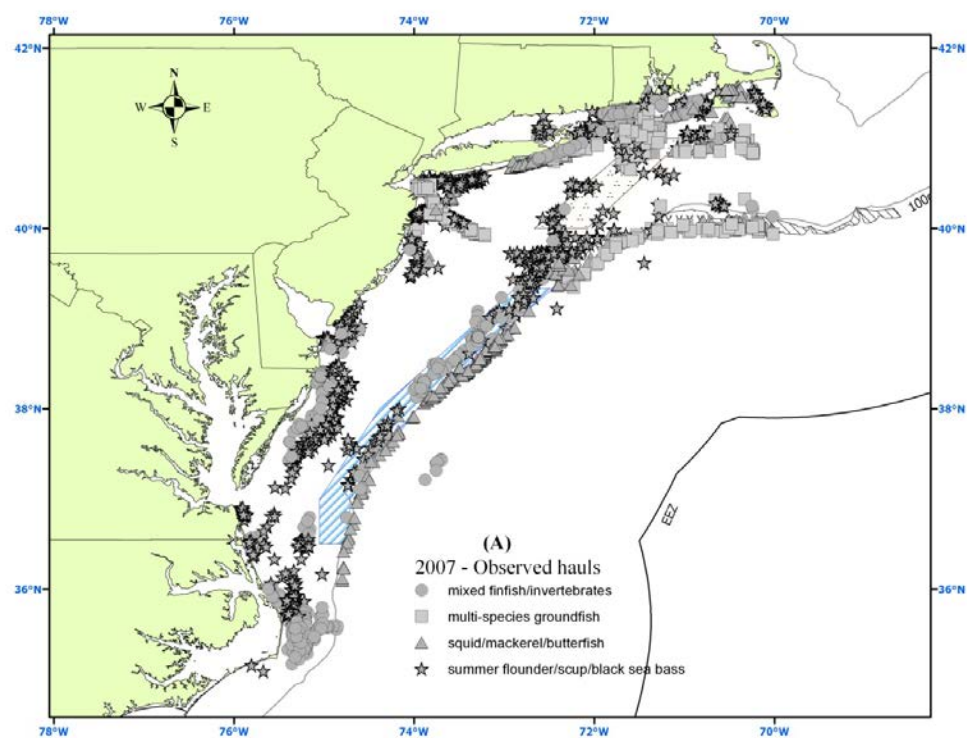 78°W 76°W 74°W 72°W 70°W
42°N 42°N
N
W E
S
40°N 40°N
38°N 38°N
EEZ
36°N 36°N
(A)
2007 - Observed hauls
mixed finfish/invertebrates
multi-species groundfish
squid/mackerel/butterfish
summer flounder/scup/black sea bass
78°W 76°W 74°W 72°W 70°W